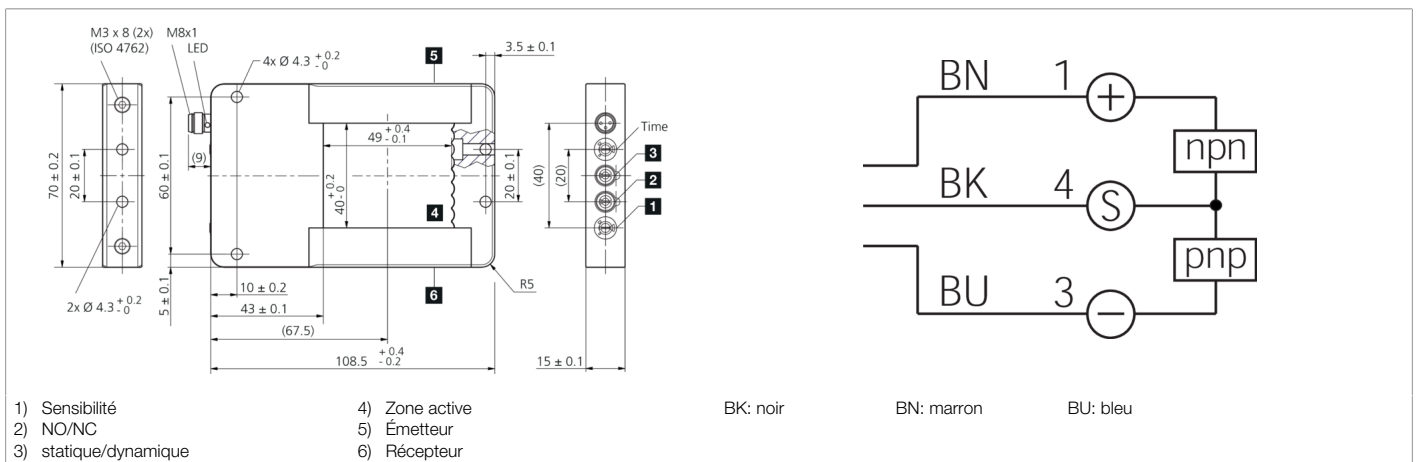 M3 x 8 (2x)
(ISO 4762)
M8x1
LED
4x Ø 4.3 + 0.2 - 0
5
3.5 ± 0.1
70 ± 0.2
20 ± 0.1
(9)
60 ± 0.1
49 + 0.4 - 0.1
40 + 0.2 - 0
4
20 ± 0.1
(40)
(20)
Time
3
2
1
2x Ø 4.3 + 0.2 - 0
5 ± 0.1
10 ± 0.2
43 ± 0.1
(67.5)
108.5 + 0.4 - 0.2
6
R5
15 ± 0.1
BN 1 +
npn
BK 4 S
pnp
BU 3 −
1) Sensibilité
2) NO/NC
3) statique/dynamique
4) Zone active
5) Émetteur
6) Récepteur
BK: noir
BN: marron
BU: bleu